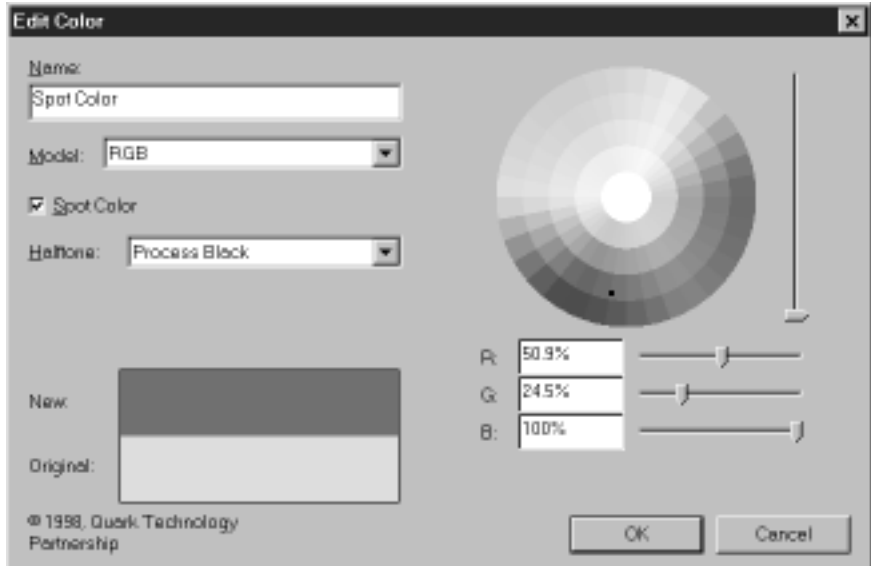 Edit Color
Name:
Spot Color
Model: RGB
Spot Color
Halftone: Process Black
R: 50.9%
G: 24.5%
B: 100%
New:
Original:
© 1998, Quark Technology
Partnership
OK
Cancel